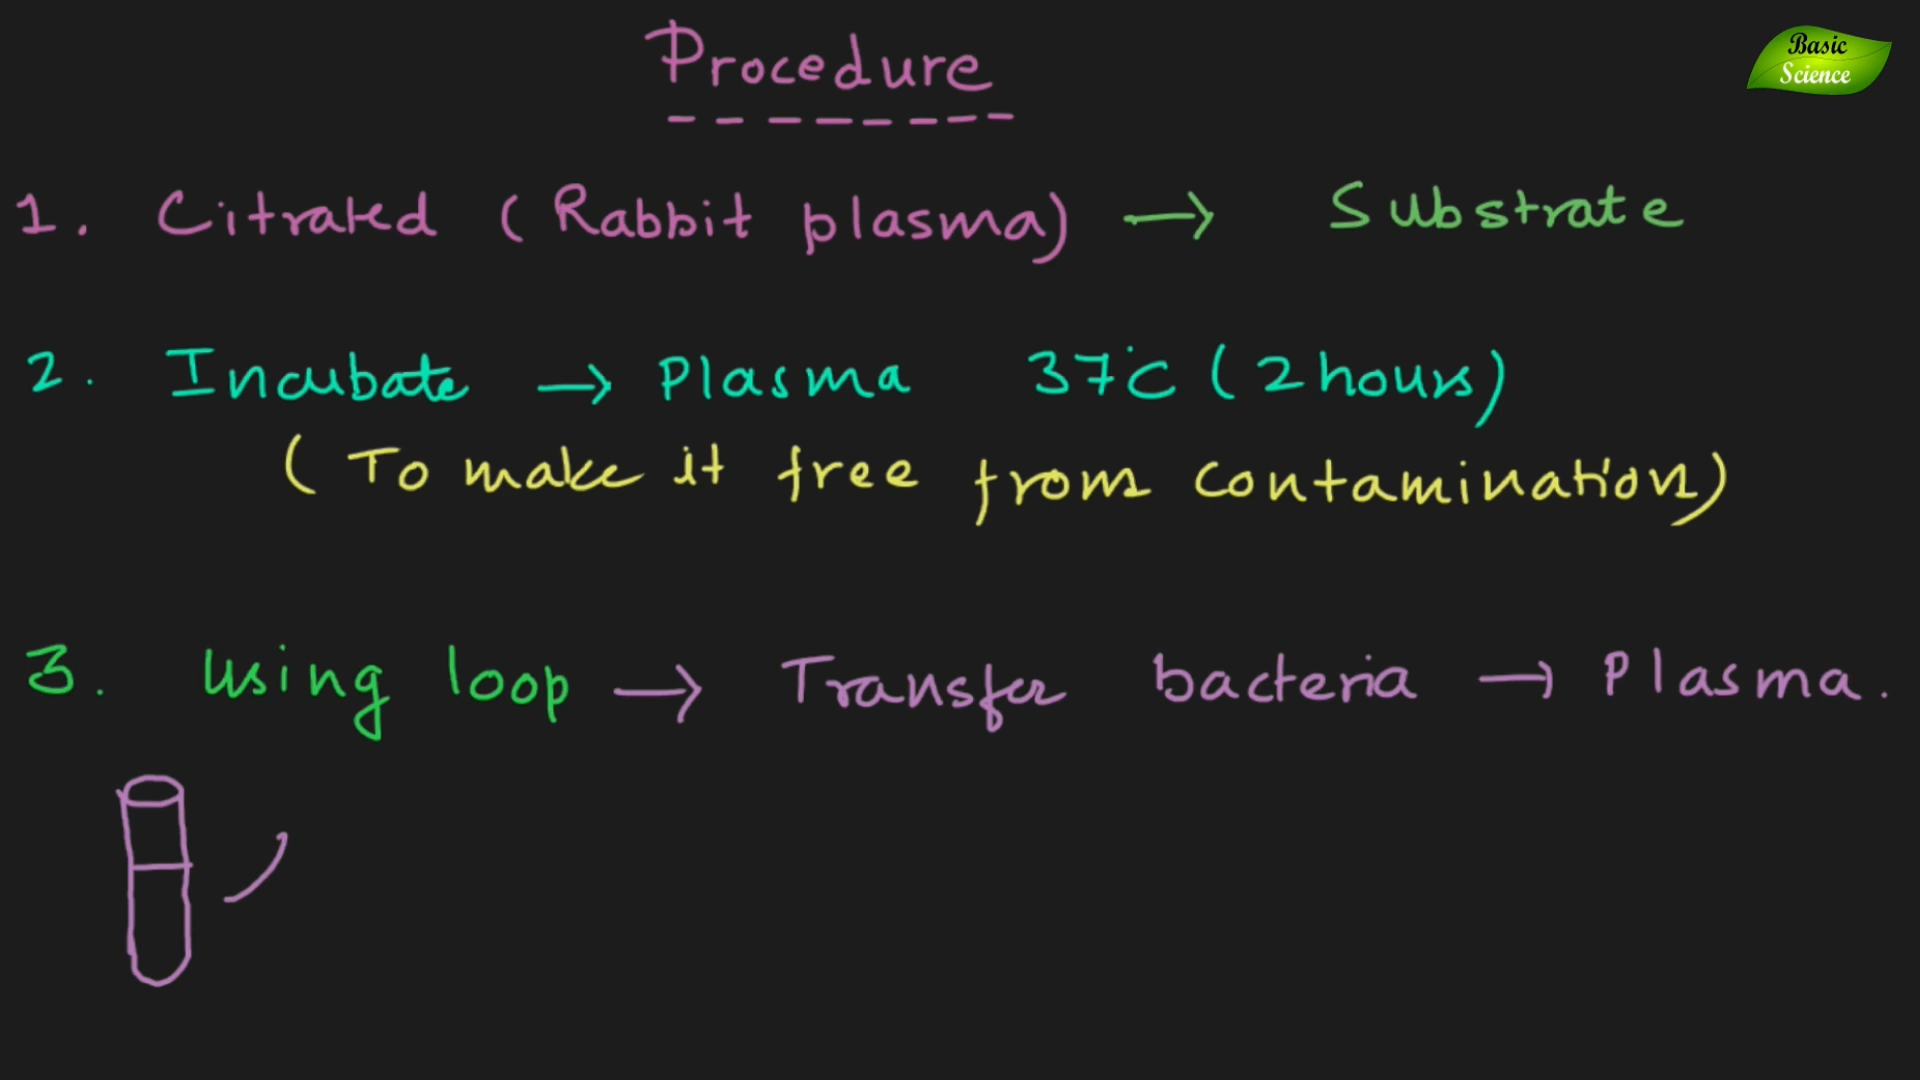 Procedure
Basic
Science
1. Citrated (Rabbit plasma) → Substrate
2. Incubate → Plasma 37°C (2 hours)
(To make it free from contamination)
3. Using loop → Transfer bacteria → Plasma.